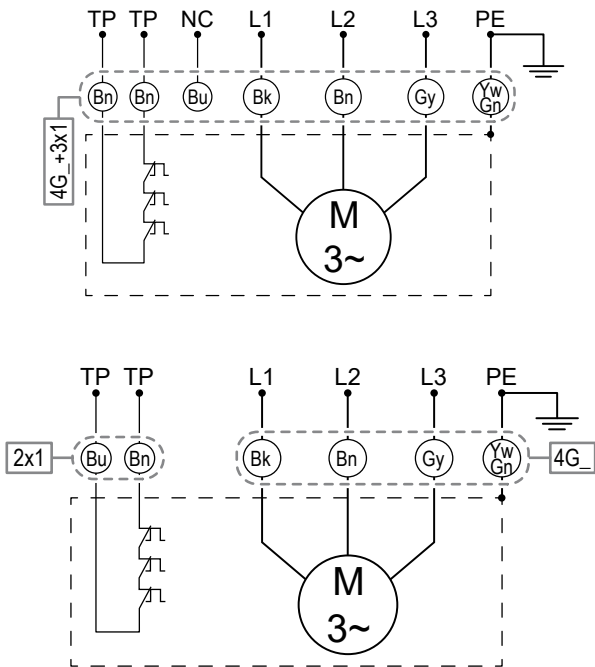 TP TP NC L1 L2 L3 PE
Bn Bn Bu Bk Bn Gy Yw Gn
4G_+3x1
M
3~
TP TP L1 L2 L3 PE
2x1 Bu Bn Bk Bn Gy Yw Gn 4G_
M
3~